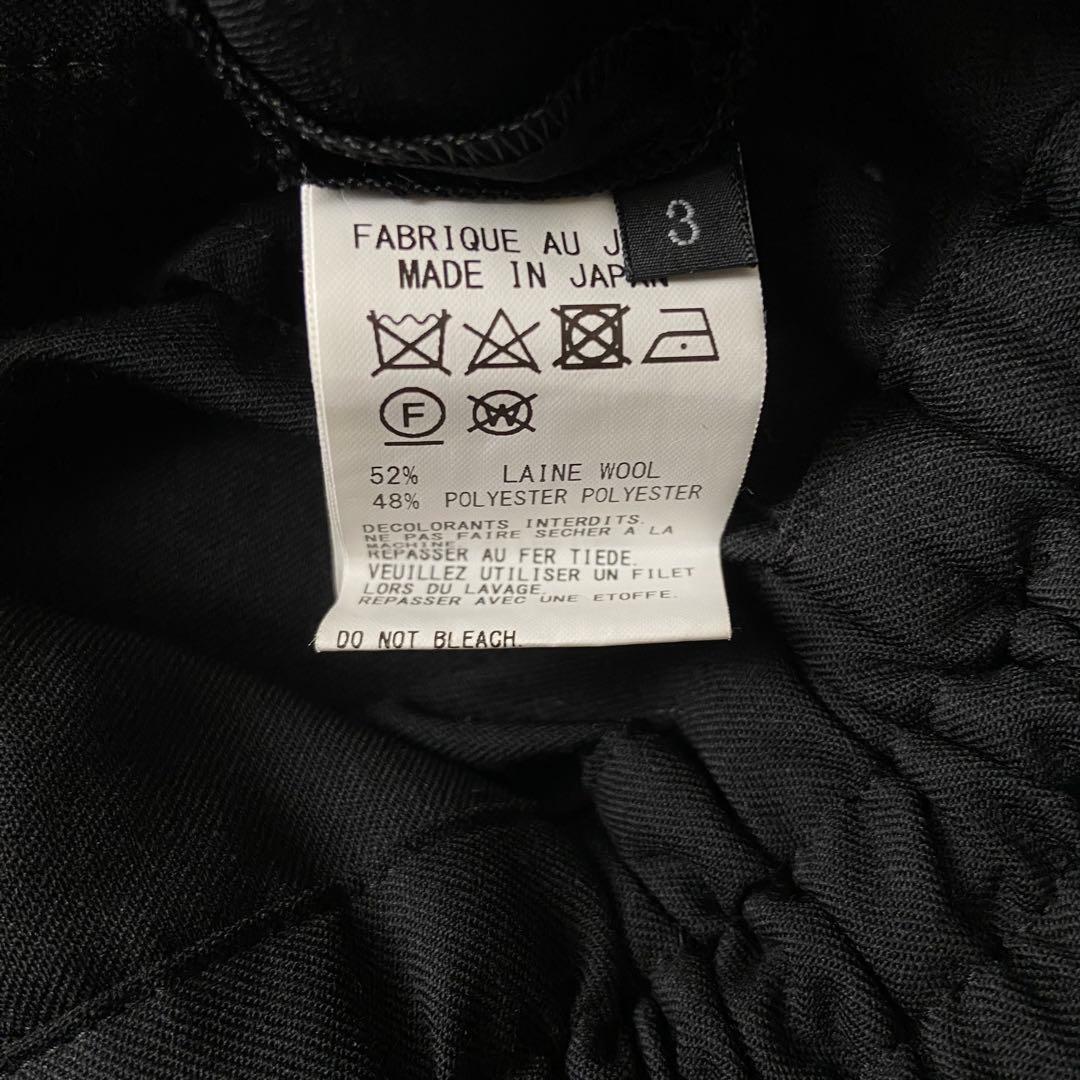 3
FABRIQUE AU J
MADE IN JAPAN
F
W
52% LAINE WOOL
48% POLYESTER POLYESTER
DECOLORANTS INTERDITS.
NE PAS FAIRE SECHER A LA
MACHINE.
REPASSER AU FER TIEDE.
VEUILLEZ UTILISER UN FILET
LORS DU LAVAGE.
REPASSER AVEC UNE ETOFFE.
DO NOT BLEACH.